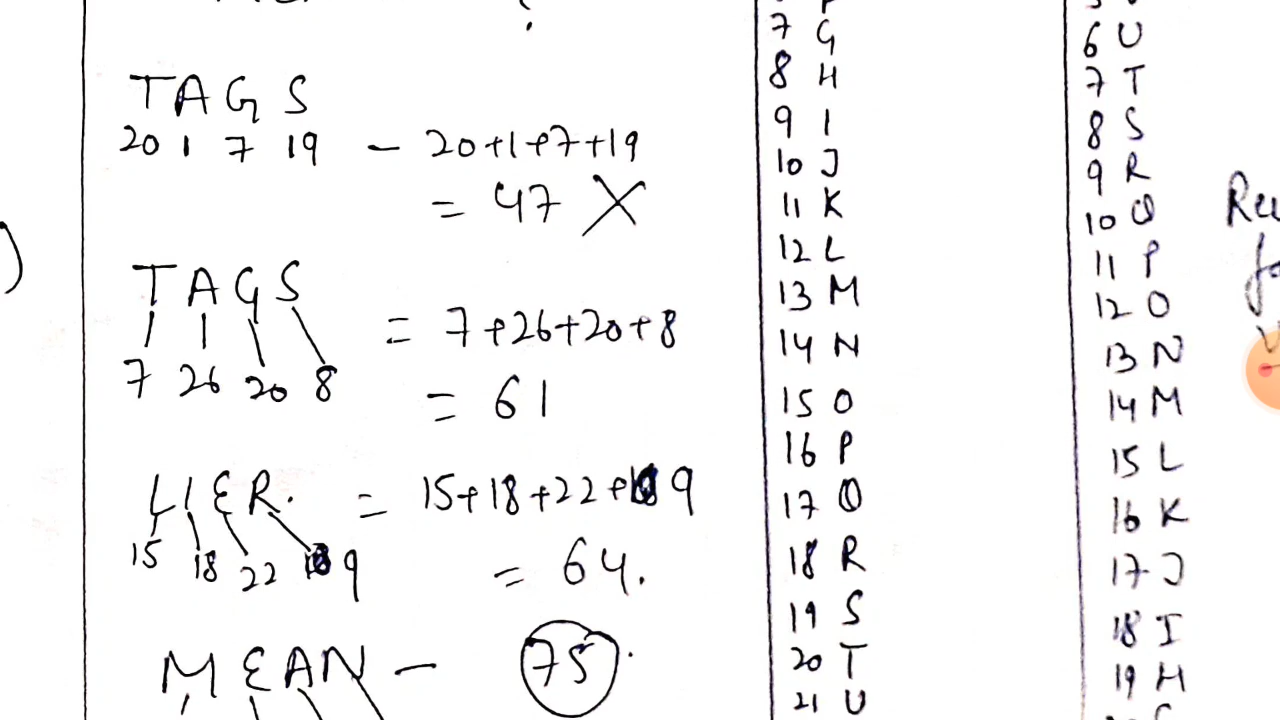 TAGS
20 1 7 19 - 20+1+7+19
= 47 X
TAGS
7 26 20 8 = 7+26+20+8
= 61
LIER. = 15+18+22+9
15 18 22 9
= 64.
MEAN - 75.
7 G
8 H
9 I
10 J
11 K
12 L
13 M
14 N
15 O
16 P
17 Q
18 R
19 S
20 T
21 U
6 U
7 T
8 S
9 R
10 Q
11 P
12 O
13 N
14 M
15 L
16 K
17 J
18 I
19 H